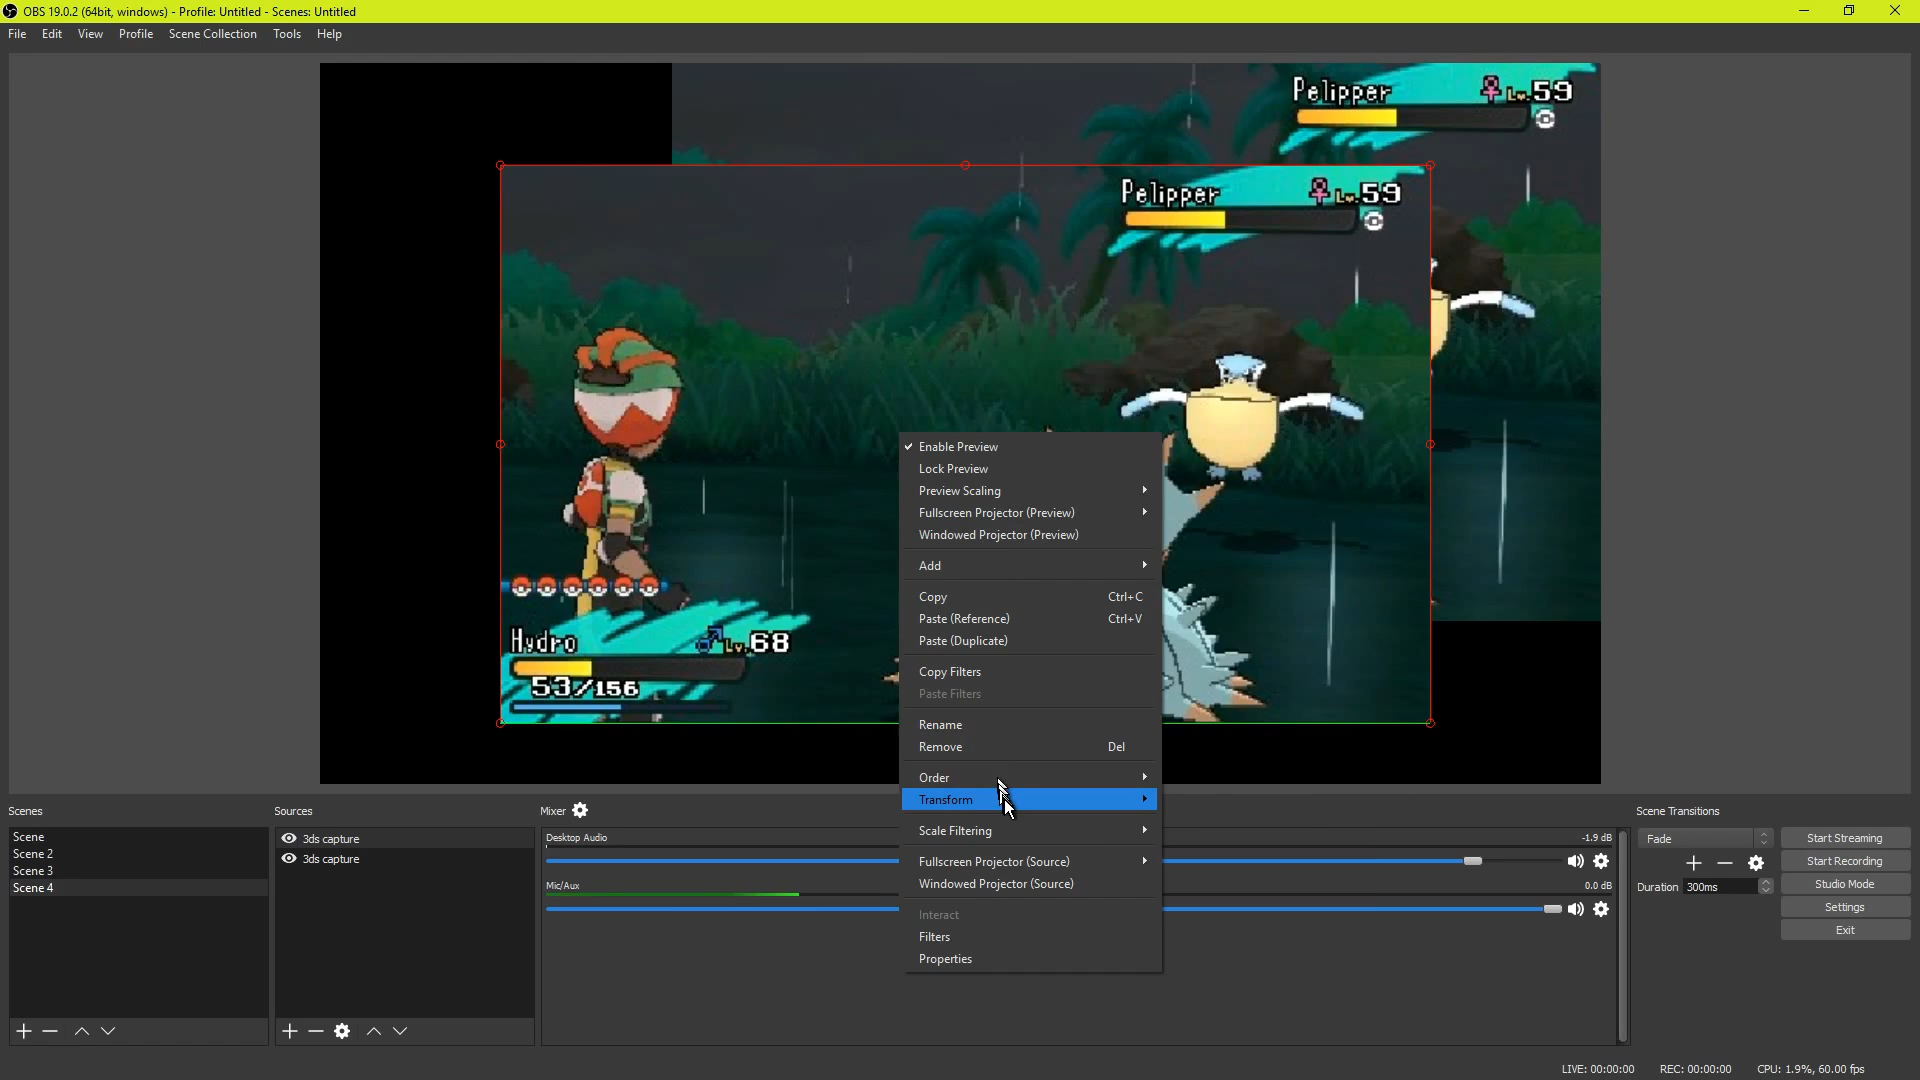 OBS 19.0.2 (64bit, windows) - Profile: Untitled - Scenes: Untitled
File Edit View Profile Scene Collection Tools Help
Pelipper Lv.59
Pelipper Lv.59
Hydro Lv.68
53/156
Enable Preview
Lock Preview
Preview Scaling
Fullscreen Projector (Preview)
Windowed Projector (Preview)
Add
Copy Ctrl+C
Paste (Reference) Ctrl+V
Paste (Duplicate)
Copy Filters
Paste Filters
Rename
Remove Del
Order
Transform
Scale Filtering
Fullscreen Projector (Source)
Windowed Projector (Source)
Interact
Filters
Properties
Scenes
Scene
Scene 2
Scene 3
Scene 4
Sources
3ds capture
3ds capture
Mixer
Desktop Audio -1.9 dB
Mic/Aux 0.0 dB
Scene Transitions
Fade
Duration 300ms
Start Streaming
Start Recording
Studio Mode
Settings
Exit
LIVE: 00:00:00 REC: 00:00:00 CPU: 1.9%, 60.00 fps